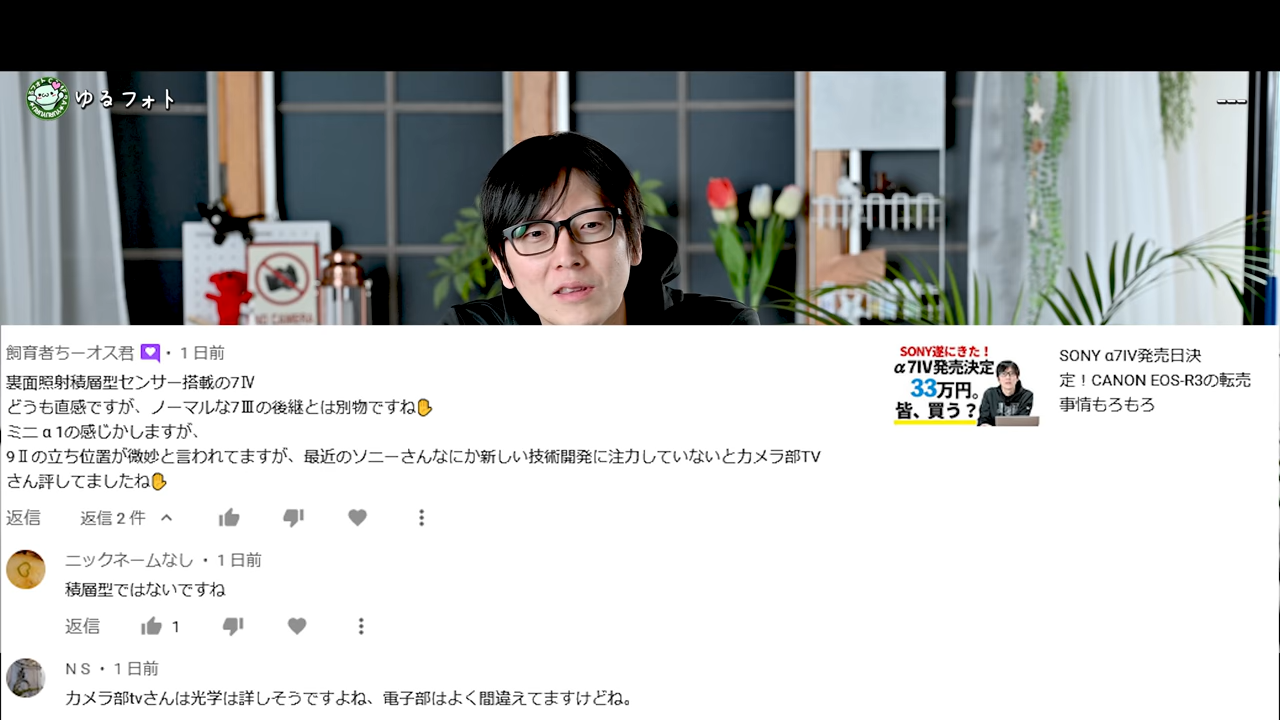 ゆるフォト
NO CAMERA
飼育者ちーオス君 ・ 1 日前
裏面照射積層型センサー搭載の7Ⅳ
どうも直感ですが、ノーマルな7Ⅲの後継とは別物ですね✋
ミニα1の感じかしますが、
9Ⅱの立ち位置が微妙と言われてますが、最近のソニーさんなにか新しい技術開発に注力していないとカメラ部TV
さん評してましたね✋
返信 返信 2 件
ニックネームなし ・ 1 日前
積層型ではないですね
返信 1
N S ・ 1 日前
カメラ部tvさんは光学は詳しそうですよね、電子部はよく間違えてますけどね。
SONY遂にきた！
α7Ⅳ発売決定
33万円。
皆、買う？
SONY α7IV発売日決
定！CANON EOS-R3の転売
事情もろもろ